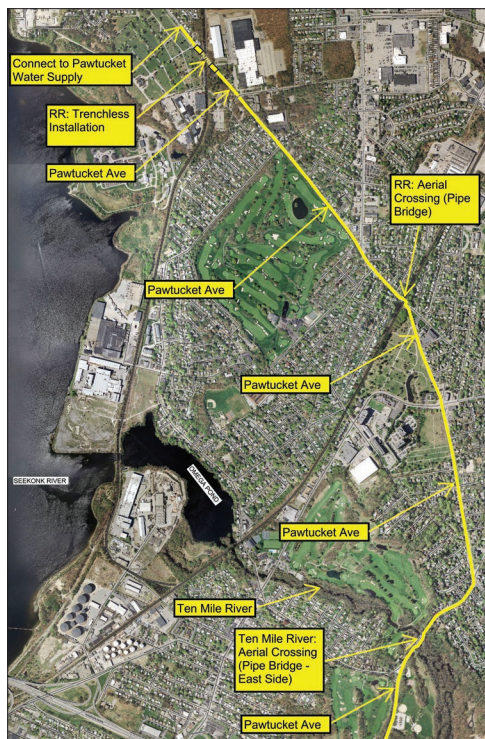 Connect to Pawtucket
Water Supply
RR: Trenchless
Installation
Pawtucket Ave
RR: Aerial
Crossing (Pipe
Bridge)
Pawtucket Ave
Pawtucket Ave
SEEKONK RIVER
OMEGA POND
Pawtucket Ave
Ten Mile River
Ten Mile River:
Aerial Crossing
(Pipe Bridge -
East Side)
Pawtucket Ave